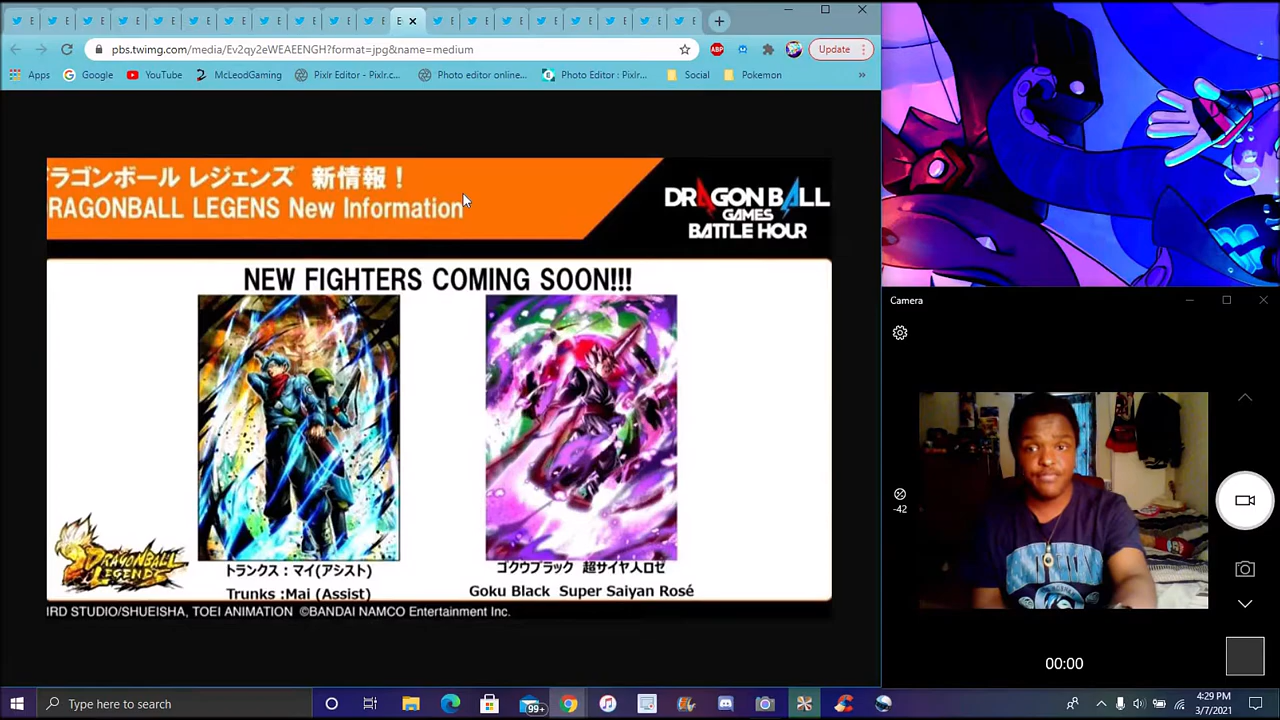 E
pbs.twimg.com/media/Ev2qy2eWEAEENGH?format=jpg&name=medium
ABP
Update
Apps
Google
YouTube
McLeodGaming
Pixlr Editor - Pixlr.c...
Photo editor online...
Photo Editor : Pixlr...
Social
Pokemon
»
ラゴンボール レジェンズ 新情報！
RAGONBALL LEGENS New Information
DRAGON BALL
GAMES
BATTLE HOUR
NEW FIGHTERS COMING SOON!!!
DRAGONBALL
LEGENDS
トランクス：マイ(アシスト)
Trunks :Mai (Assist)
ゴクウブラック 超サイヤ人ロゼ
Goku Black Super Saiyan Rosé
IRD STUDIO/SHUEISHA, TOEI ANIMATION ©BANDAI NAMCO Entertainment Inc.
Camera
-42
00:00
Type here to search
99+
4:29 PM
3/7/2021